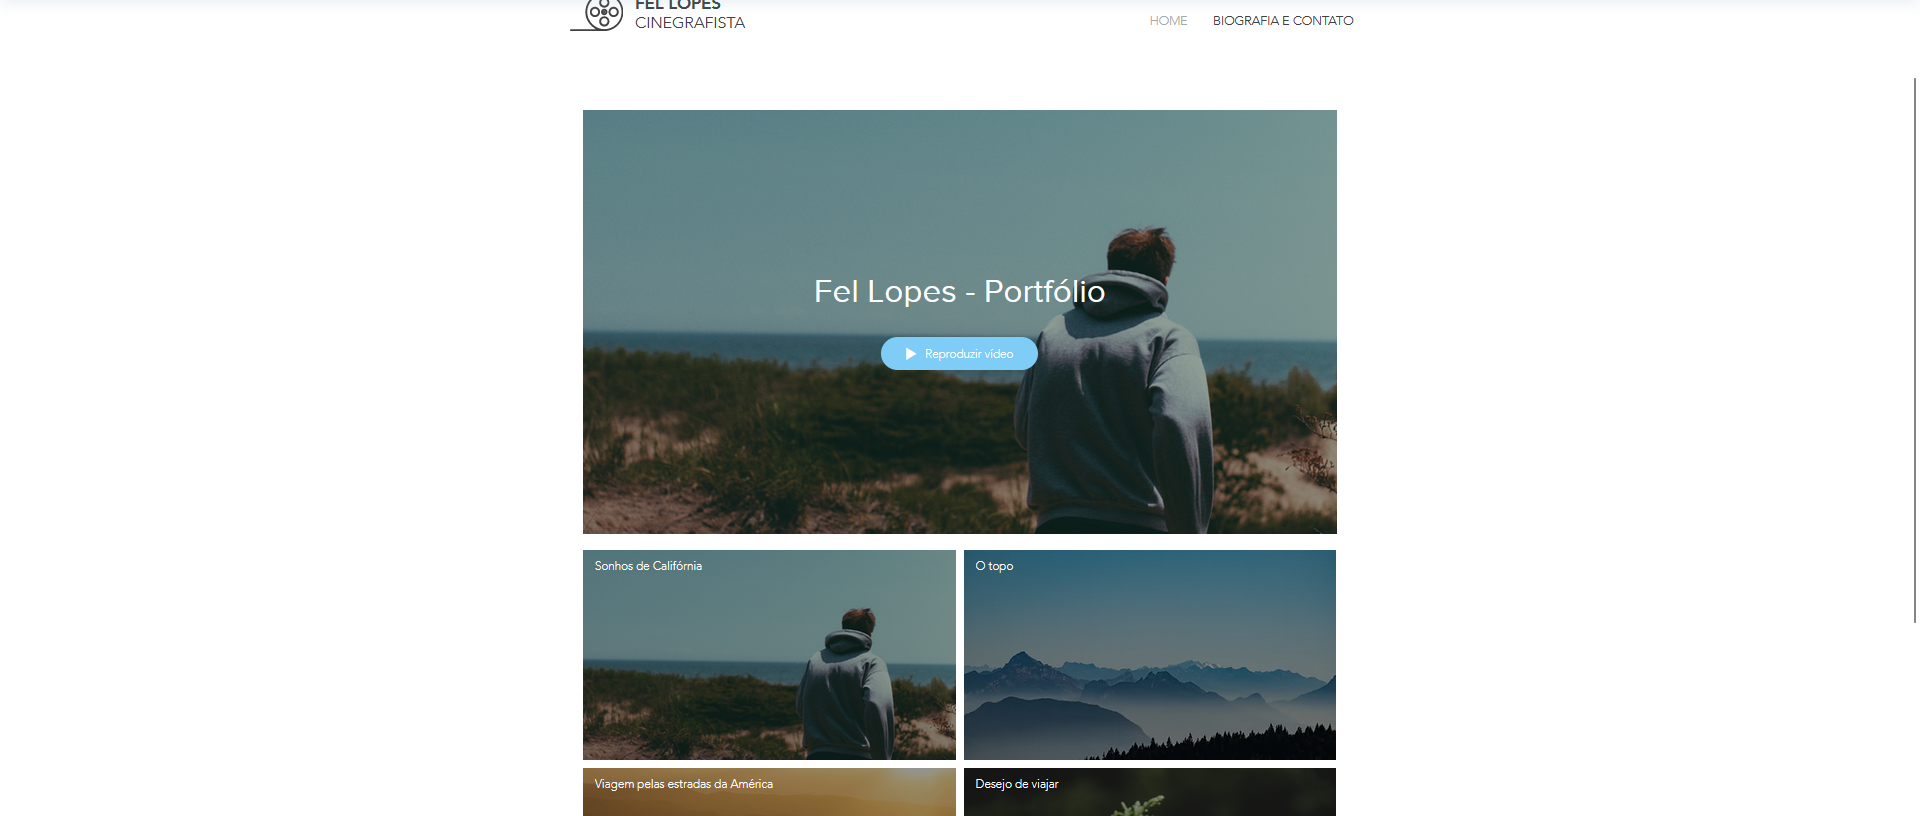 FEL LOPES
CINEGRAFISTA
HOME
BIOGRAFIA E CONTATO
Fel Lopes - Portfólio
Reproduzir vídeo
Sonhos de Califórnia
O topo
Viagem pelas estradas da América
Desejo de viajar